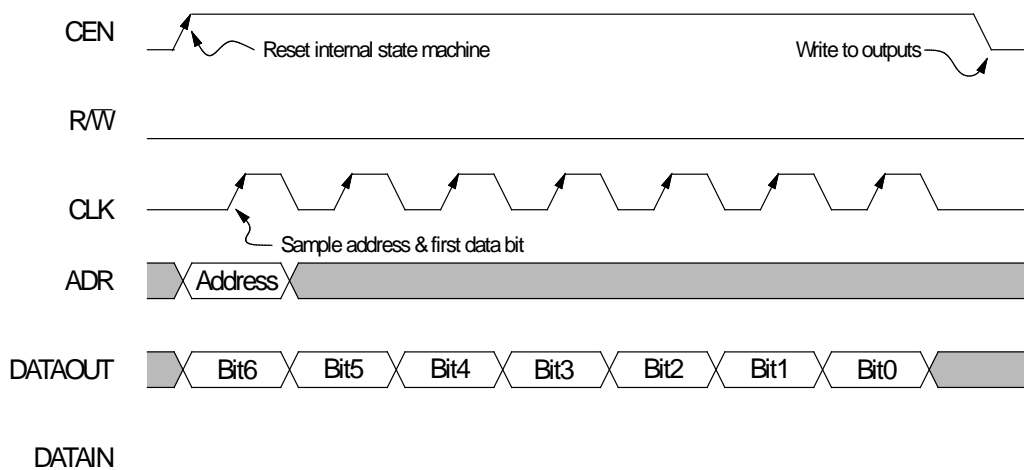 CEN
Reset internal state machine
Write to outputs
R/W̅
CLK
Sample address & first data bit
ADR
Address
DATAOUT
Bit6 Bit5 Bit4 Bit3 Bit2 Bit1 Bit0
DATAIN